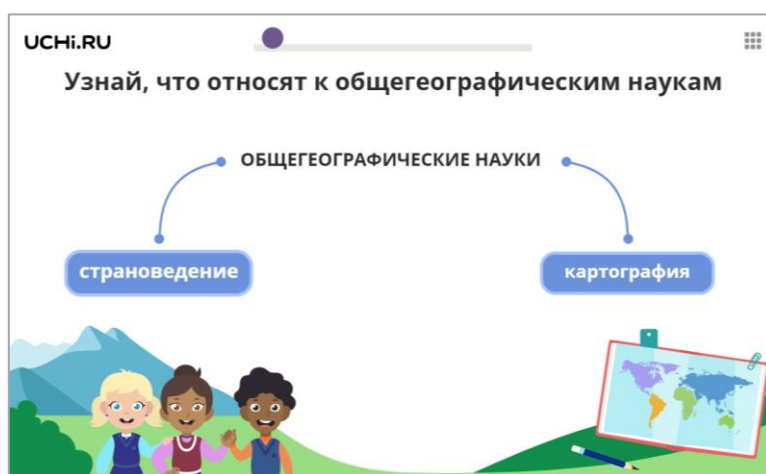 UCHi.RU
Узнай, что относят к общегеографическим наукам
ОБЩЕГЕОГРАФИЧЕСКИЕ НАУКИ
страноведение
картография